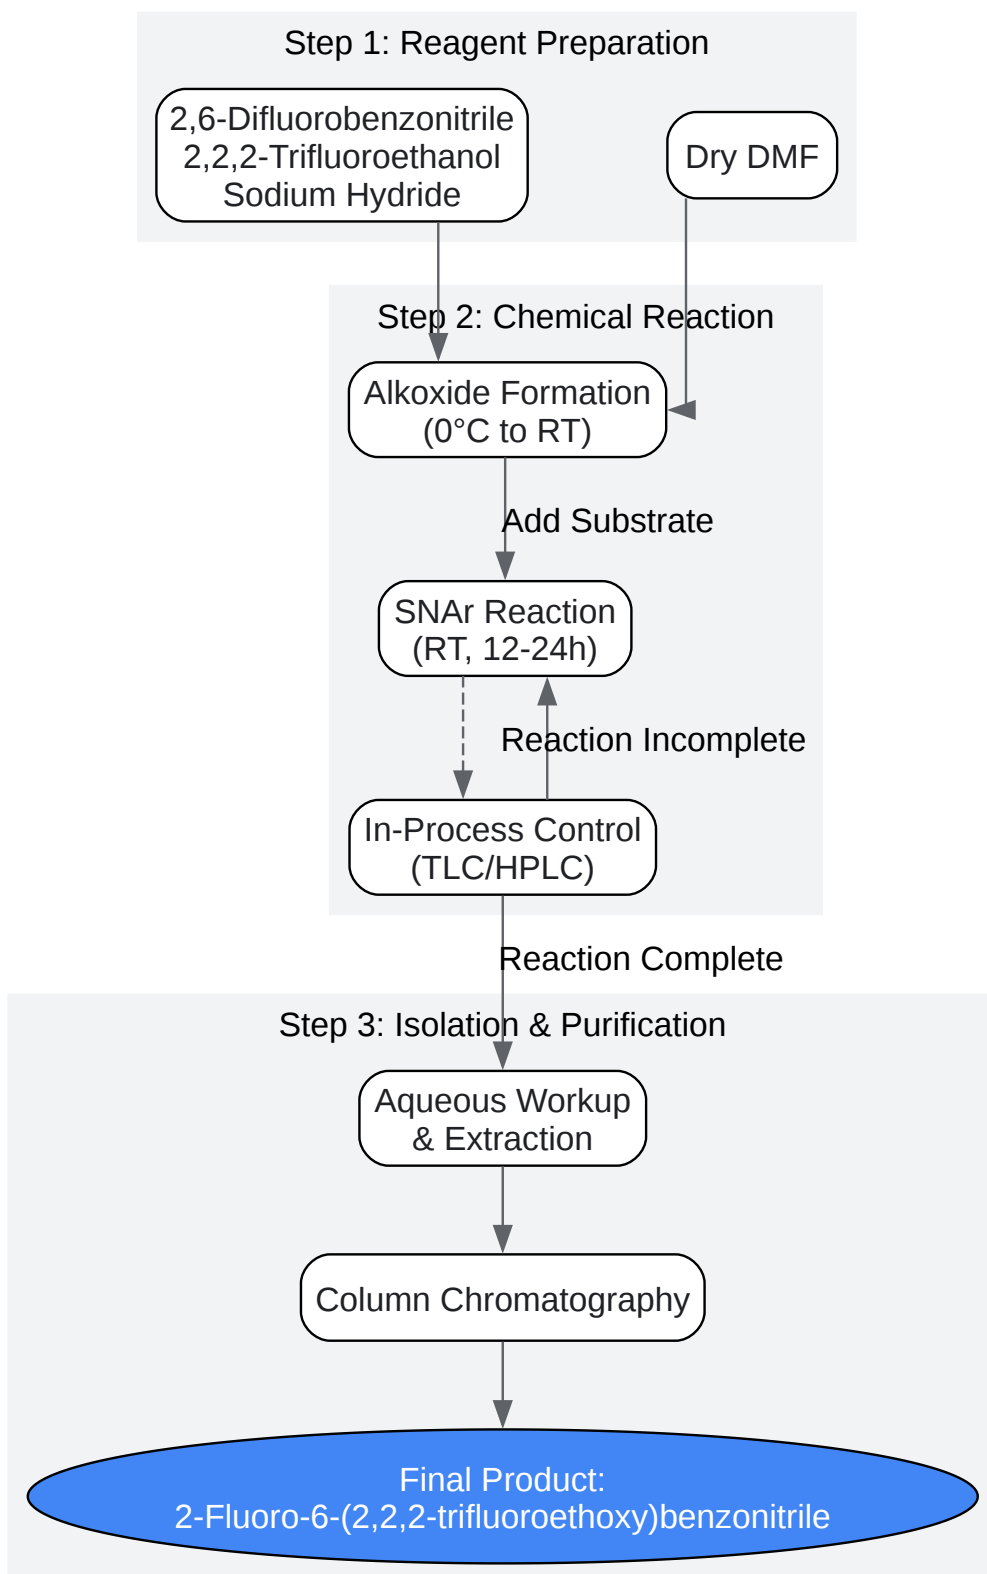 Step 1: Reagent Preparation
2,6-Difluorobenzonitrile
2,2,2-Trifluoroethanol
Sodium Hydride
Dry DMF
Step 2: Chemical Reaction
Alkoxide Formation
(0°C to RT)
Add Substrate
SNAr Reaction
(RT, 12-24h)
Reaction Incomplete
In-Process Control
(TLC/HPLC)
Reaction Complete
Step 3: Isolation & Purification
Aqueous Workup
& Extraction
Column Chromatography
Final Product:
2-Fluoro-6-(2,2,2-trifluoroethoxy)benzonitrile